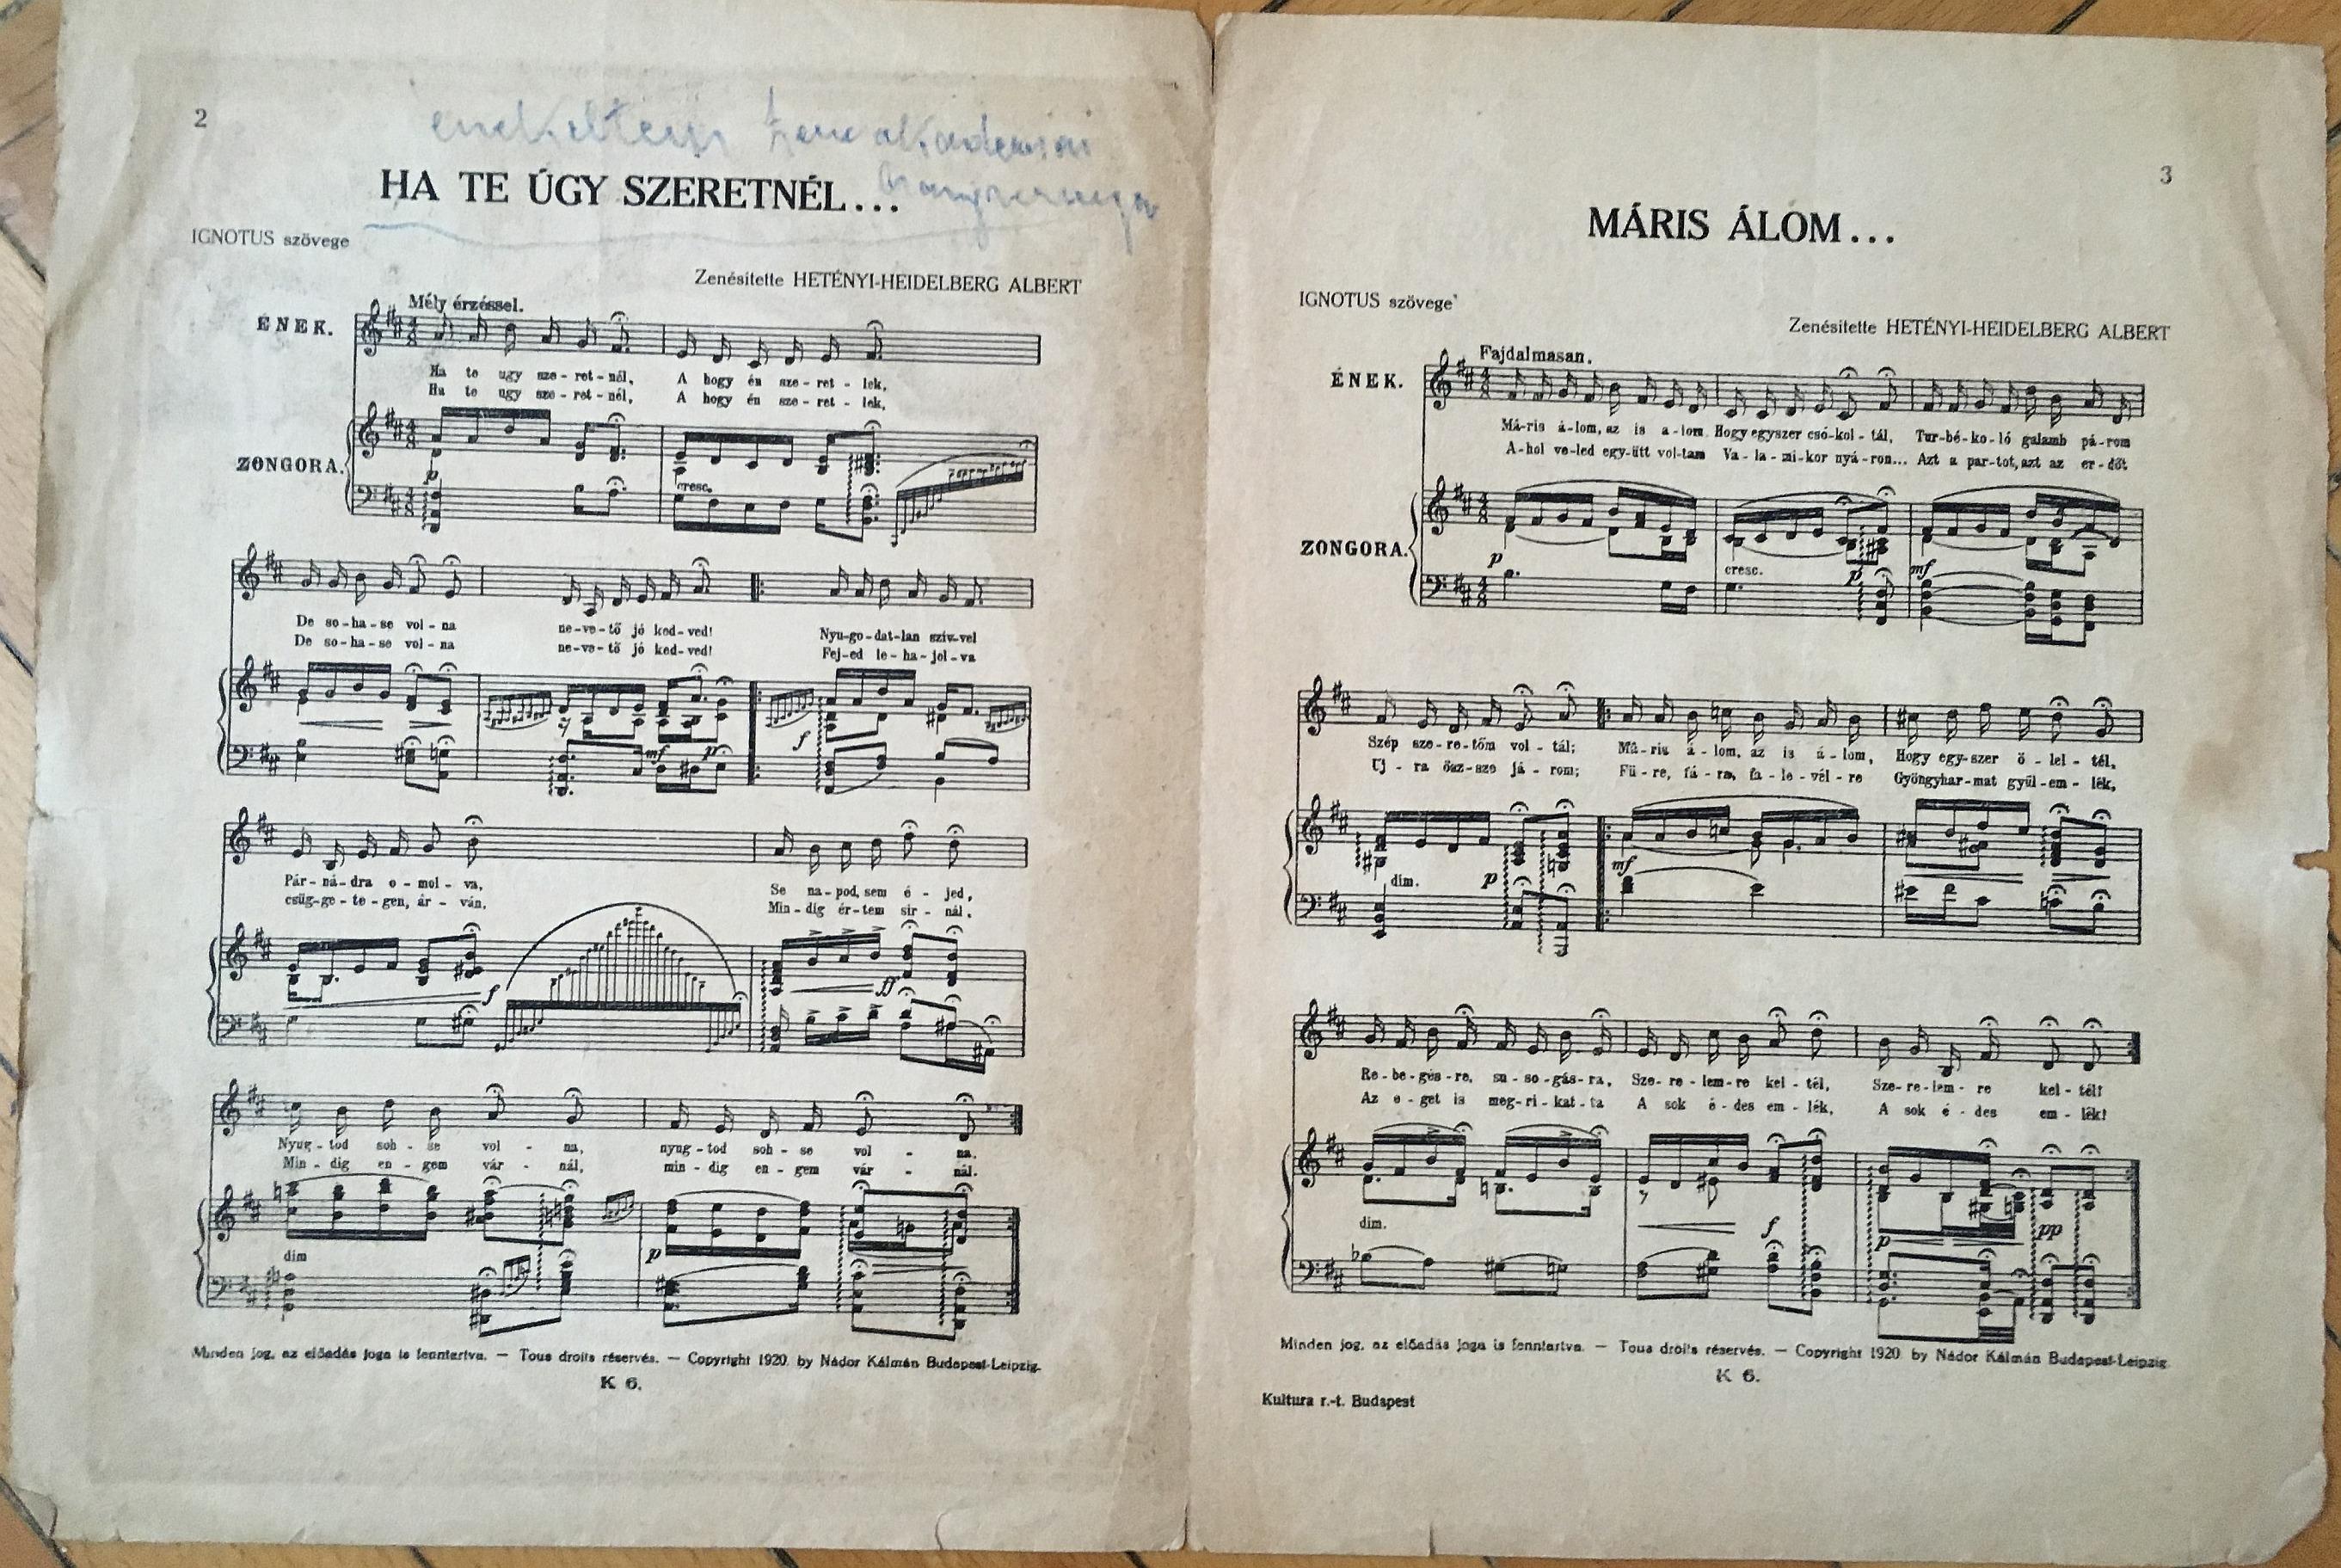 2
énekeltem Zeneakadémiai
HA TE ÚGY SZERETNÉL...
IGNOTUS szövege
Zenésítette HETÉNYI-HEIDELBERG ALBERT
Mély érzéssel.
ÉNEK.
Ha te ugy sze - ret - nél, A hogy én sze - ret - lek,
Ha te ugy sze - ret - nél, A hogy én sze - ret - lek,
ZONGORA.
p
cresc.
De so - ha - se vol - na ne - ve - tő jó ked - ved! Nyu - go - dat - lan sziv - vel
De so - ha - se vol - na ne - ve - tő jó ked - ved! Fej - ed le - ha - jol - va
mf p f
Pár - ná - dra o - mol - va, Se na - pod, sem é - jed,
csüg - ge - te - gen, ár - ván, Min - dig ér - tem sir - nál,
f ff
Nyug - tod soh - se vol - na, nyug - tod soh - se vol - na.
Min - dig en - gem vár - nál, min - dig en - gem vár - nál.
dim p
Minden jog, az előadás joga is fenntartva. — Tous droits réservés. — Copyright 1920 by Nádor Kálmán Budapest-Leipzig.
K 6.
3
MÁRIS ÁLOM...
IGNOTUS szövege
Zenésítette HETÉNYI-HEIDELBERG ALBERT
Fajdalmasan.
ÉNEK.
Má - ris á - lom, az is a - lom Hogy egyszer csó - kol - tál, Tur - bé - ko - ló galamb pá - rom
A - hol ve - led egy - ütt vol - tam Va - la - mi - kor nyá - ron... Azt a par - tot, azt az er - dőt
ZONGORA.
p cresc. p mf
Szép sze - re - tőm vol - tál; Má - ris á - lom, az is á - lom, Hogy egy - szer ö - lel - tél,
Uj - ra ösz - sze já - rom; Fü - re, fá - ra, fa - le - vél - re Gyöngyhar - mat gyül - em - lék,
dim. p mf
Re - be - gés - re, su - so - gás - ra, Sze - re - lem - re kel - tél, Sze - re - lem - re kel - tél!
Az e - get is meg - ri - kat - ta A sok é - des em - lék, A sok é - des em - lék!
dim. f p pp
Minden jog, az előadás joga is fenntartva. — Tous droits réservés. — Copyright 1920 by Nádor Kálmán Budapest-Leipzig
K 6.
Kultura r.-t. Budapest